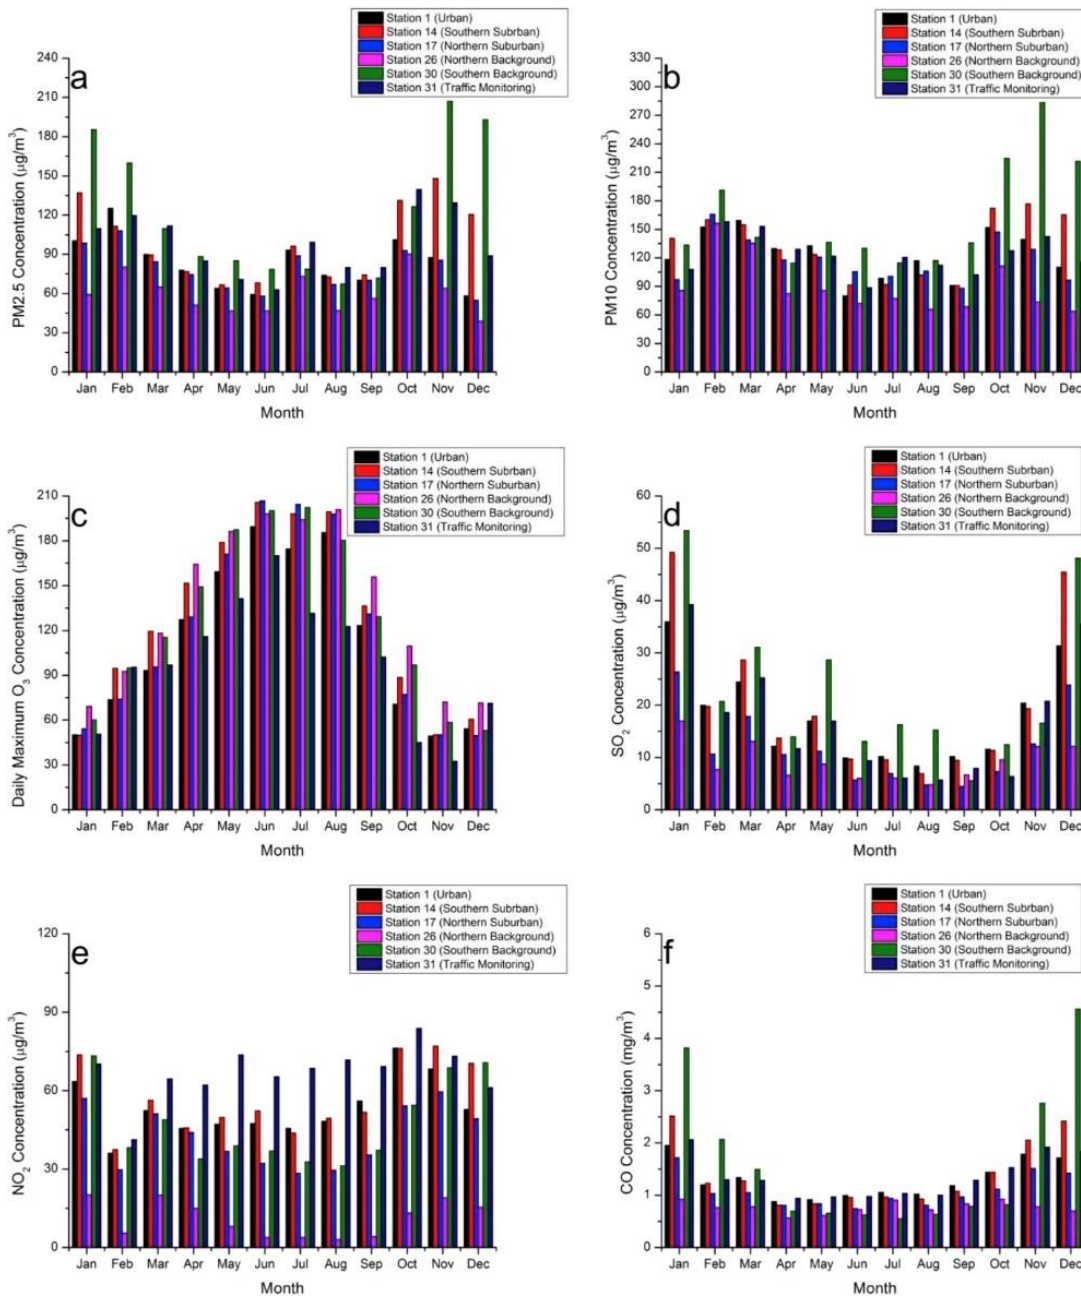 Station 1 (Urban)
Station 14 (Southern Subrban)
Station 17 (Northern Suburban)
Station 26 (Northern Background)
Station 30 (Southern Background)
Station 31 (Traffic Monitoring)
a
240
210
180
150
120
90
60
30
0
PM2.5 Concentration (μg/m³)
Jan Feb Mar Apr May Jun Jul Aug Sep Oct Nov Dec
Month
Station 1 (Urban)
Station 14 (Southern Subrban)
Station 17 (Northern Suburban)
Station 26 (Northern Background)
Station 30 (Southern Background)
Station 31 (Traffic Monitoring)
b
330
300
270
240
210
180
150
120
90
60
30
0
PM10 Concentration (μg/m³)
Jan Feb Mar Apr May Jun Jul Aug Sep Oct Nov Dec
Month
Station 1 (Urban)
Station 14 (Southern Subrban)
Station 17 (Northern Suburban)
Station 26 (Northern Background)
Station 30 (Southern Background)
Station 31 (Traffic Monitoring)
c
210
180
150
120
90
60
30
0
Daily Maximum O₃ Concentration (μg/m³)
Jan Feb Mar Apr May Jun Jul Aug Sep Oct Nov Dec
Month
Station 1 (Urban)
Station 14 (Southern Subrban)
Station 17 (Northern Suburban)
Station 26 (Northern Background)
Station 30 (Southern Background)
Station 31 (Traffic Monitoring)
d
60
50
40
30
20
10
0
SO₂ Concentration (μg/m³)
Jan Feb Mar Apr May Jun Jul Aug Sep Oct Nov Dec
Month
Station 1 (Urban)
Station 14 (Southern Subrban)
Station 17 (Northern Suburban)
Station 26 (Northern Background)
Station 30 (Southern Background)
Station 31 (Traffic Monitoring)
e
120
90
60
30
0
NO₂ Concentration (μg/m³)
Jan Feb Mar Apr May Jun Jul Aug Sep Oct Nov Dec
Month
Station 1 (Urban)
Station 14 (Southern Subrban)
Station 17 (Northern Suburban)
Station 26 (Northern Background)
Station 30 (Southern Background)
Station 31 (Traffic Monitoring)
f
6
5
4
3
2
1
0
CO Concentration (mg/m³)
Jan Feb Mar Apr May Jun Jul Aug Sep Oct Nov Dec
Month